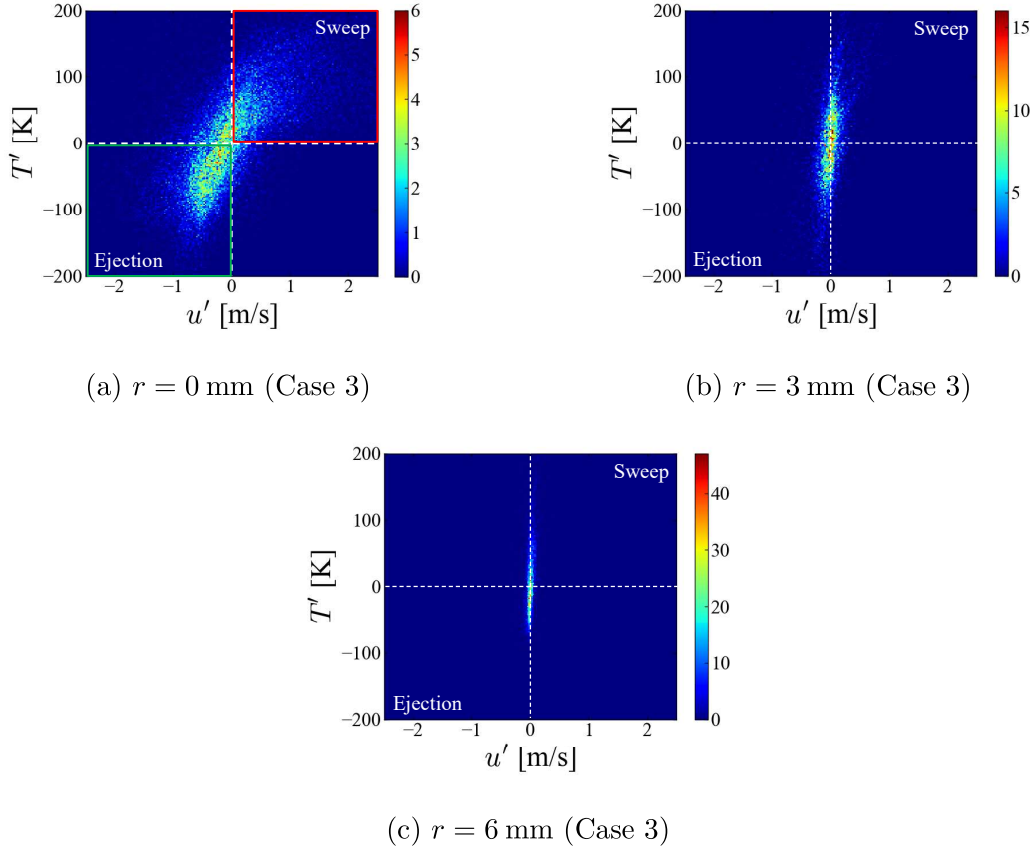 200
100
0
−100
−200
T′ [K]
Sweep
Ejection
−2 −1 0 1 2
u′ [m/s]
6
5
4
3
2
1
0
(a) r = 0 mm (Case 3)
200
100
0
−100
−200
T′ [K]
Sweep
Ejection
−2 −1 0 1 2
u′ [m/s]
15
10
5
0
(b) r = 3 mm (Case 3)
200
100
0
−100
−200
T′ [K]
Sweep
Ejection
−2 −1 0 1 2
u′ [m/s]
40
30
20
10
0
(c) r = 6 mm (Case 3)